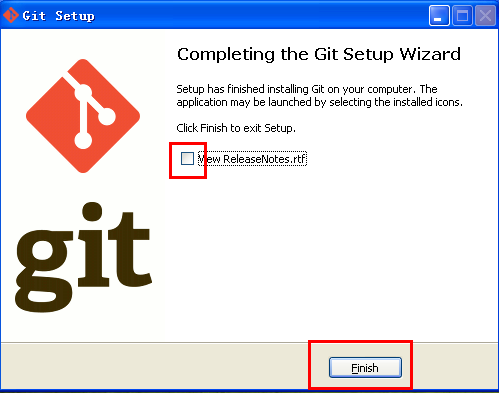 Git Setup
Completing the Git Setup Wizard
Setup has finished installing Git on your computer. The
application may be launched by selecting the installed icons.
Click Finish to exit Setup.
View ReleaseNotes.rtf
git
Finish